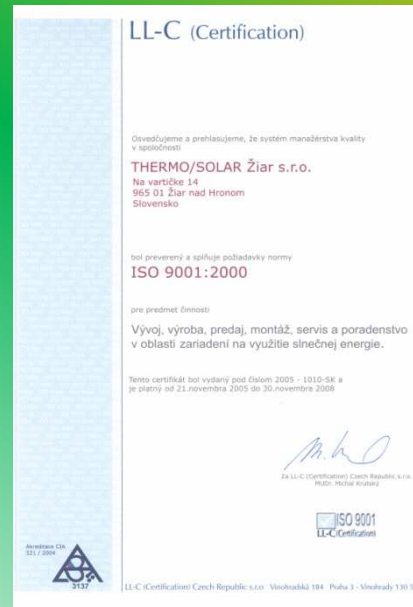 LL-C (Certification)
Osvedčujeme a prehlasujeme, že systém manažérstva kvality
v spoločnosti
THERMO/SOLAR Žiar s.r.o.
Na vartičke 14
965 01 Žiar nad Hronom
Slovensko
bol preverený a splňuje požiadavky normy
ISO 9001:2000
pre predmet činnosti
Vývoj, výroba, predaj, montáž, servis a poradenstvo
v oblasti zariadení na využitie slnečnej energie.
Tento certifikát bol vydaný pod číslom 2005 - 1010-SK a
je platný od 21.novembra 2005 do 30.novembra 2008
Za LL-C (Certification) Czech Republic s.r.o.
MUDr. Michal
ISO 9001
LL-C (Certification)
Akreditace CIA
521 / 2004
3137
LL-C (Certification) Czech Republic s.r.o. Vinohradská 184 Praha 3 - Vinohrady 130